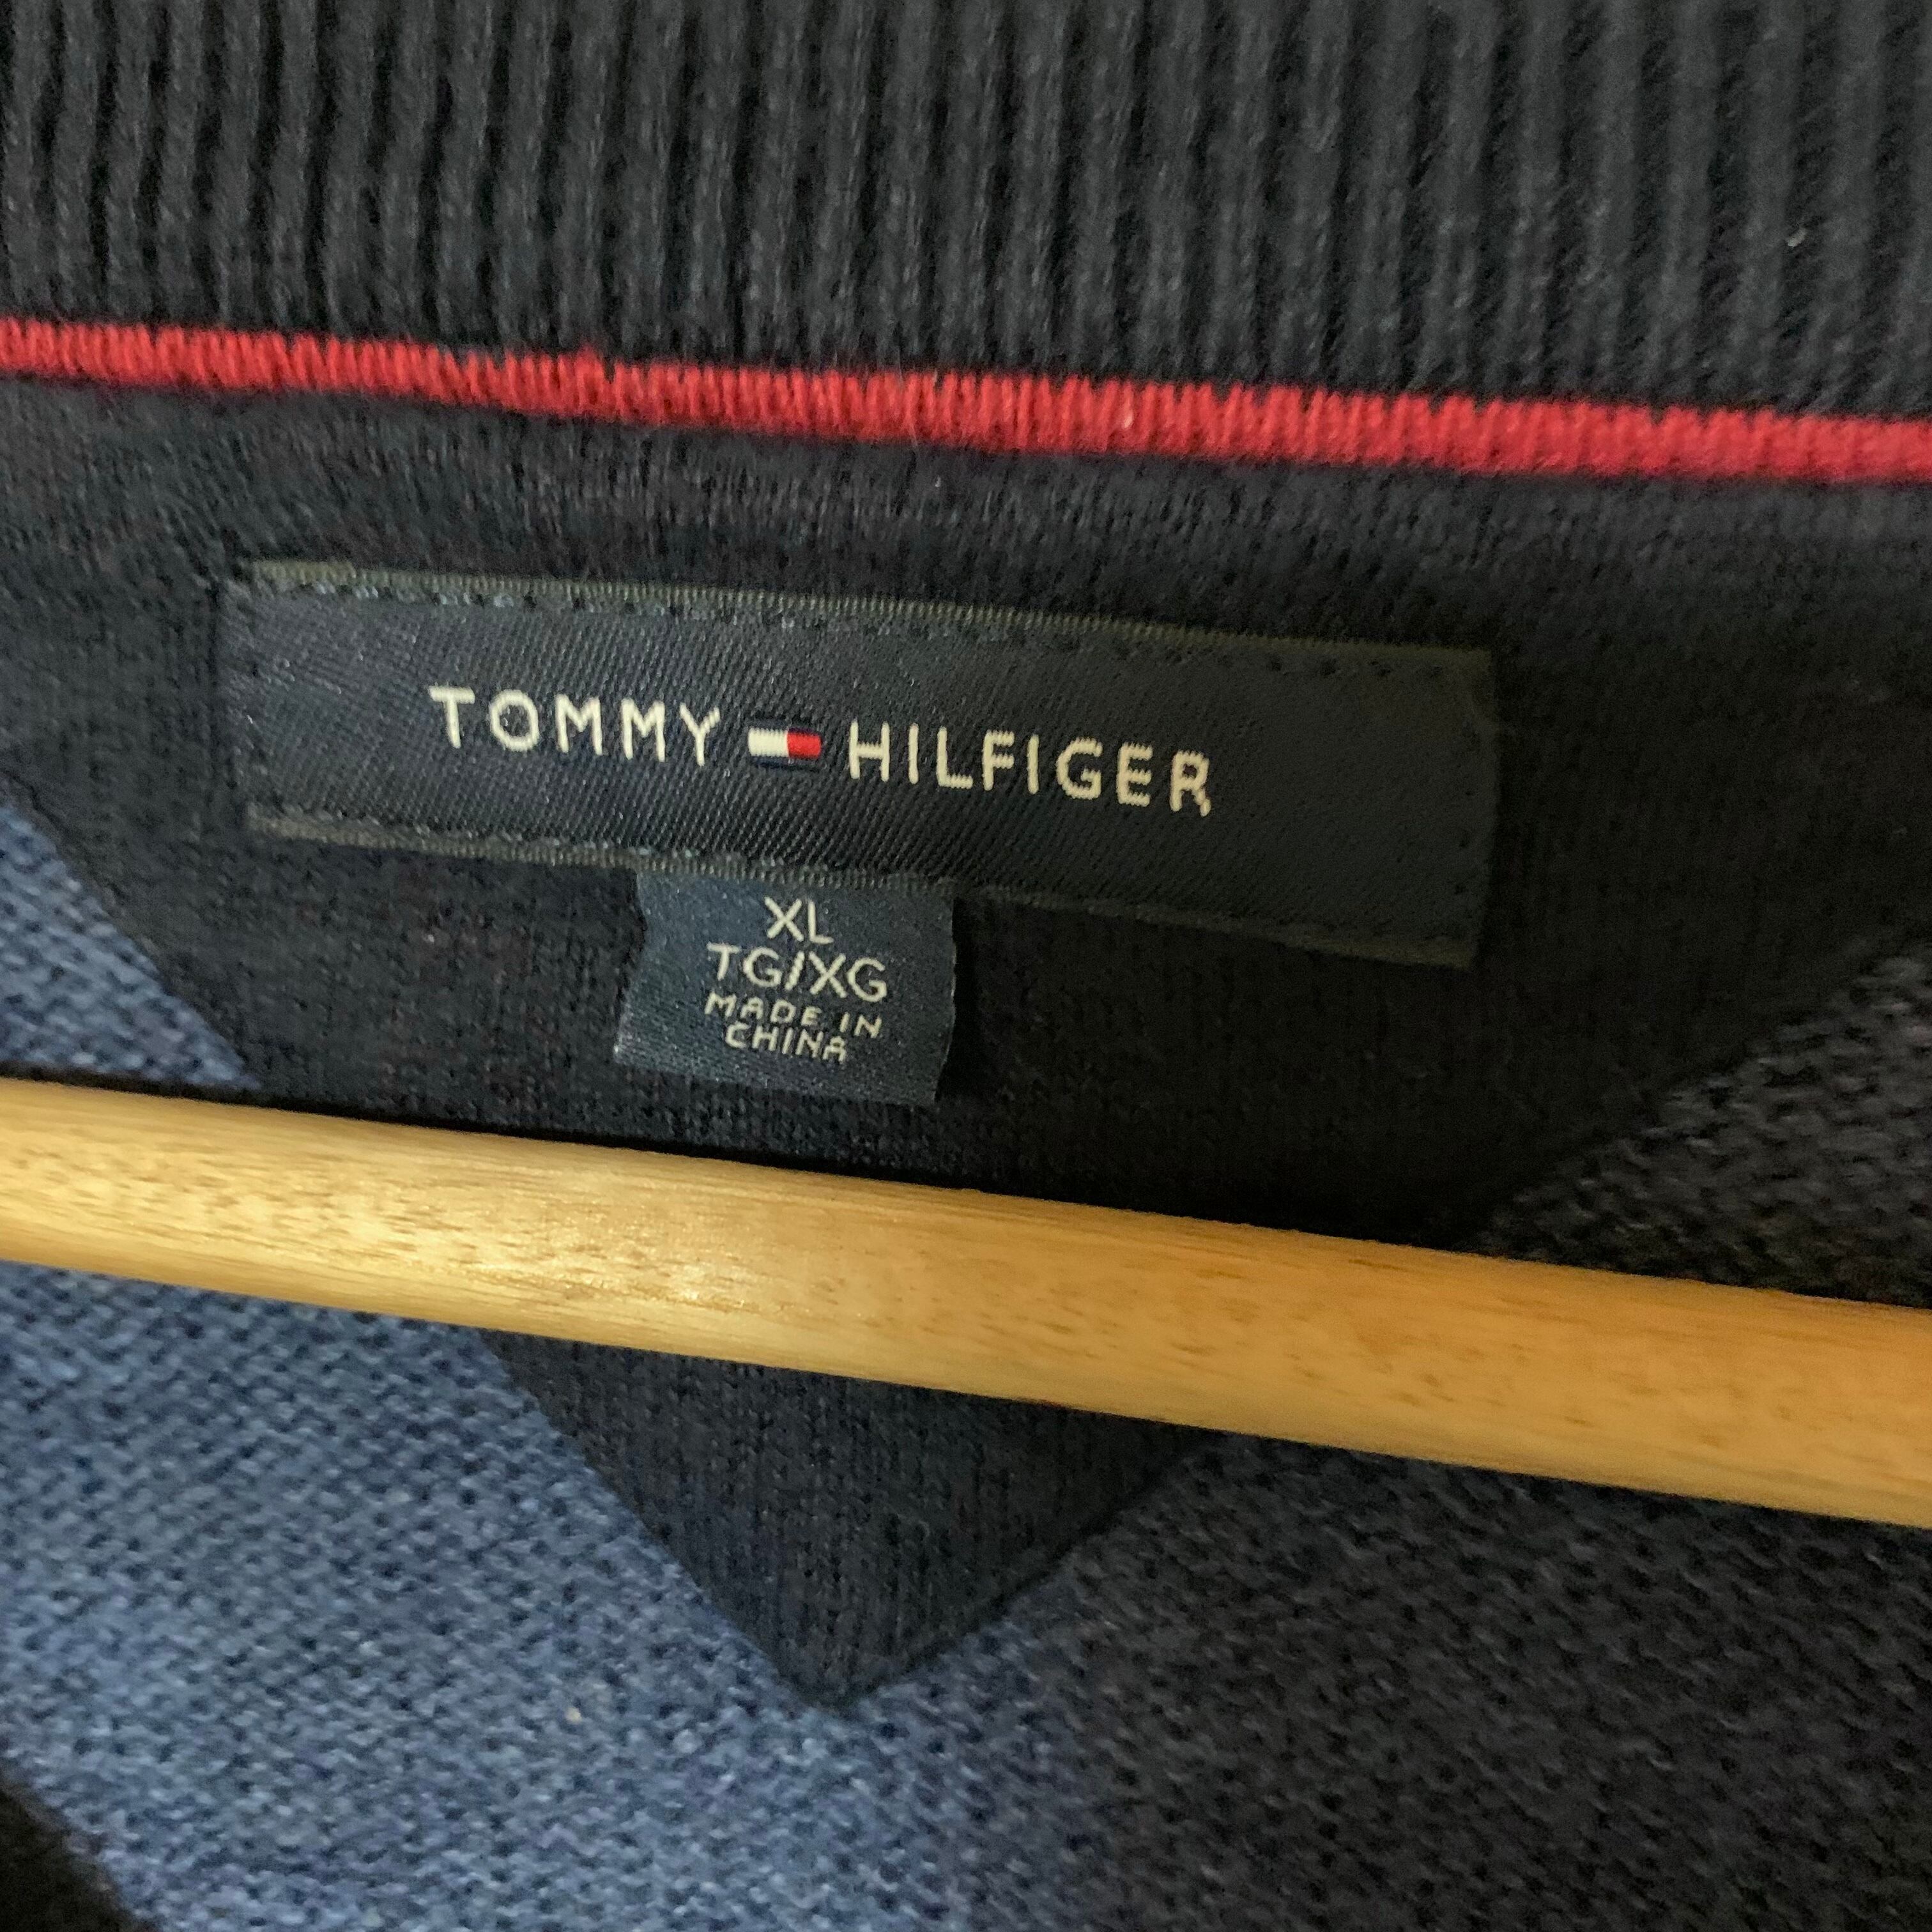 TOMMY HILFIGER
XL
TG/XG
MADE IN
CHINA